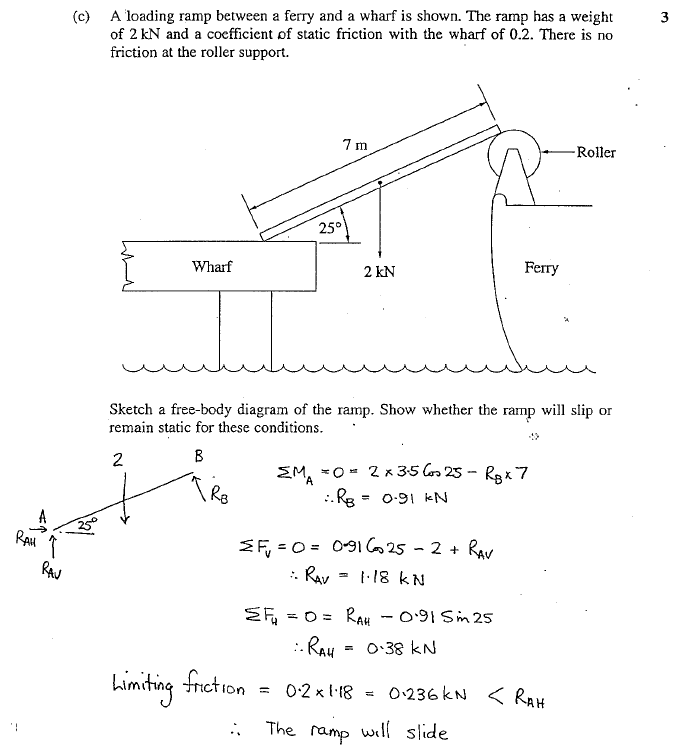 (c) A loading ramp between a ferry and a wharf is shown. The ramp has a weight 3
of 2 kN and a coefficient of static friction with the wharf of 0.2. There is no
friction at the roller support.
7 m
Roller
25°
Wharf
2 kN
Ferry
Sketch a free-body diagram of the ramp. Show whether the ramp will slip or
remain static for these conditions.
2 B
ΣM_A = 0 = 2 × 3.5 Cos 25 − R_B × 7
R_B
∴ R_B = 0.91 kN
A
25°
R_AH
R_AV
ΣF_V = 0 = 0.91 Cos 25 − 2 + R_AV
∴ R_AV = 1.18 kN
ΣF_H = 0 = R_AH − 0.91 Sin 25
∴ R_AH = 0.38 kN
Limiting friction = 0.2 × 1.18 = 0.236 kN < R_AH
∴ The ramp will slide